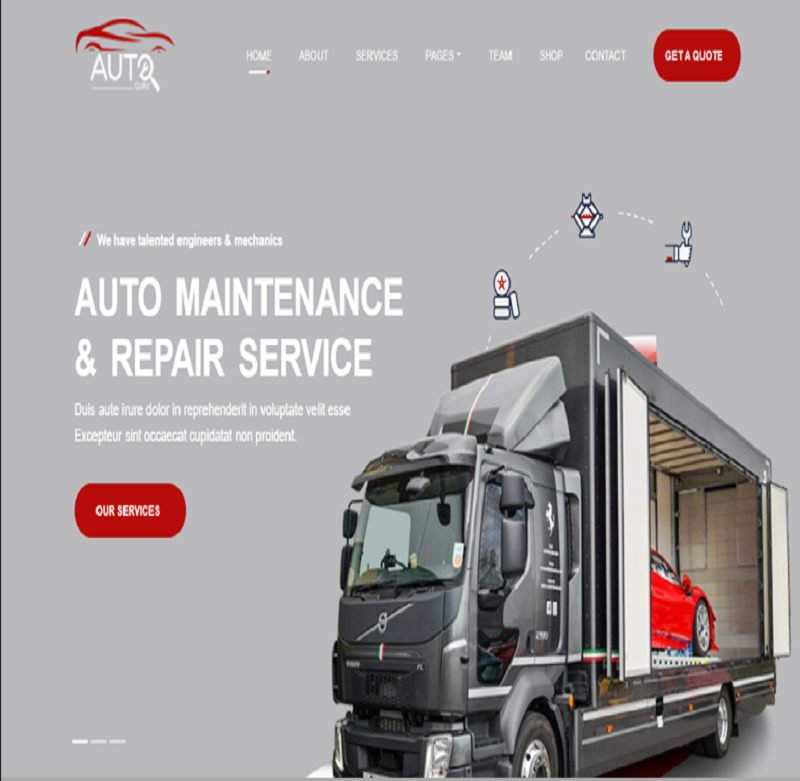 AUTO
GURU
HOME
ABOUT
SERVICES
PAGES
TEAM
SHOP
CONTACT
GET A QUOTE
// We have talented engineers & mechanics
AUTO MAINTENANCE
& REPAIR SERVICE
Duis aute irure dolor in reprehenderit in voluptate velit esse
Excepteur sint occaecat cupidatat non proident.
OUR SERVICES
VOLVO
FL